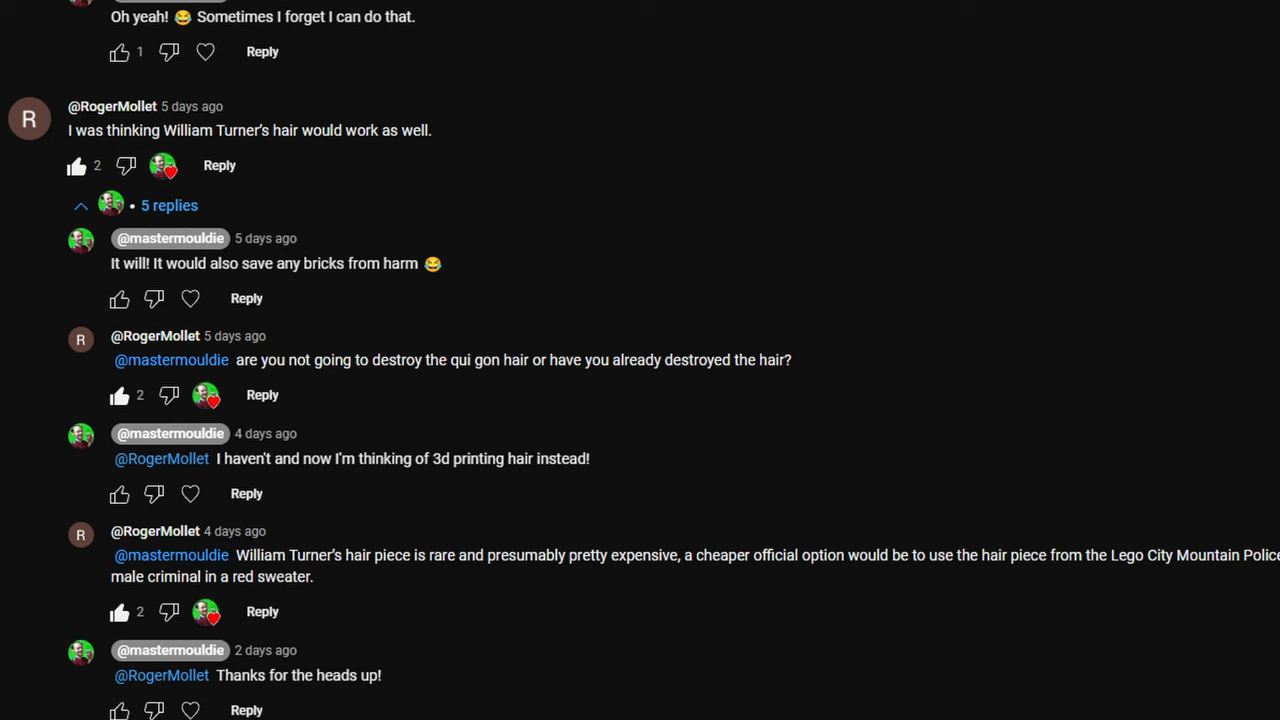 Oh yeah! 😂 Sometimes I forget I can do that.
1 Reply
R @RogerMollet 5 days ago
I was thinking William Turner's hair would work as well.
2 Reply
• 5 replies
@mastermouldie 5 days ago
It will! It would also save any bricks from harm 😂
Reply
R @RogerMollet 5 days ago
@mastermouldie are you not going to destroy the qui gon hair or have you already destroyed the hair?
2 Reply
@mastermouldie 4 days ago
@RogerMollet I haven't and now I'm thinking of 3d printing hair instead!
Reply
R @RogerMollet 4 days ago
@mastermouldie William Turner's hair piece is rare and presumably pretty expensive, a cheaper official option would be to use the hair piece from the Lego City Mountain Police
male criminal in a red sweater.
2 Reply
@mastermouldie 2 days ago
@RogerMollet Thanks for the heads up!
Reply